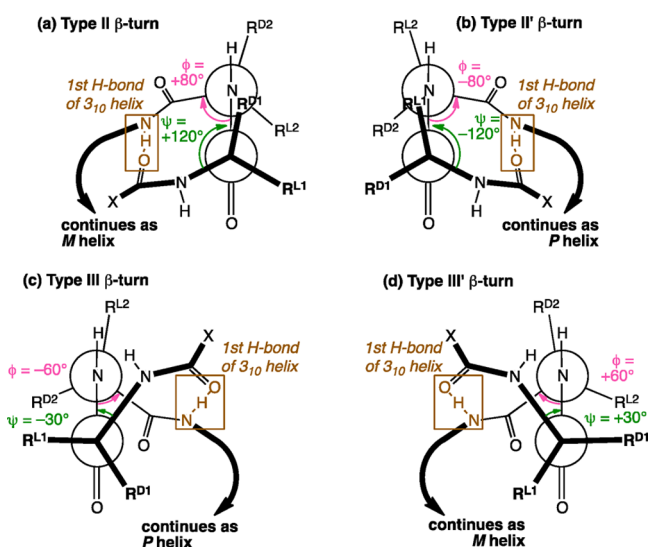 (a) Type II β-turn
H
R^D2
ϕ =
+80°
O
N
1st H-bond
of 3₁₀ helix
R^D1
ψ =
+120°
R^L2
N
H
O
X
N
H
R^L1
O
continues as
M helix
(b) Type II' β-turn
R^L2
H
ϕ =
−80°
N
O
1st H-bond
of 3₁₀ helix
R^L1
R^D2
ψ =
−120°
N
H
O
R^D1
N
H
X
O
continues as
P helix
(c) Type III β-turn
R^L2
H
X
1st H-bond
of 3₁₀ helix
ϕ = −60°
N
H
N
O
H
R^D2
ψ = −30°
N
O
R^L1
R^D1
O
continues as
P helix
(d) Type III' β-turn
1st H-bond
of 3₁₀ helix
X
R^D2
H
ϕ =
+60°
O
H
N
H
N
R^L2
N
ψ = +30°
O
R^D1
R^L1
O
continues as
M helix